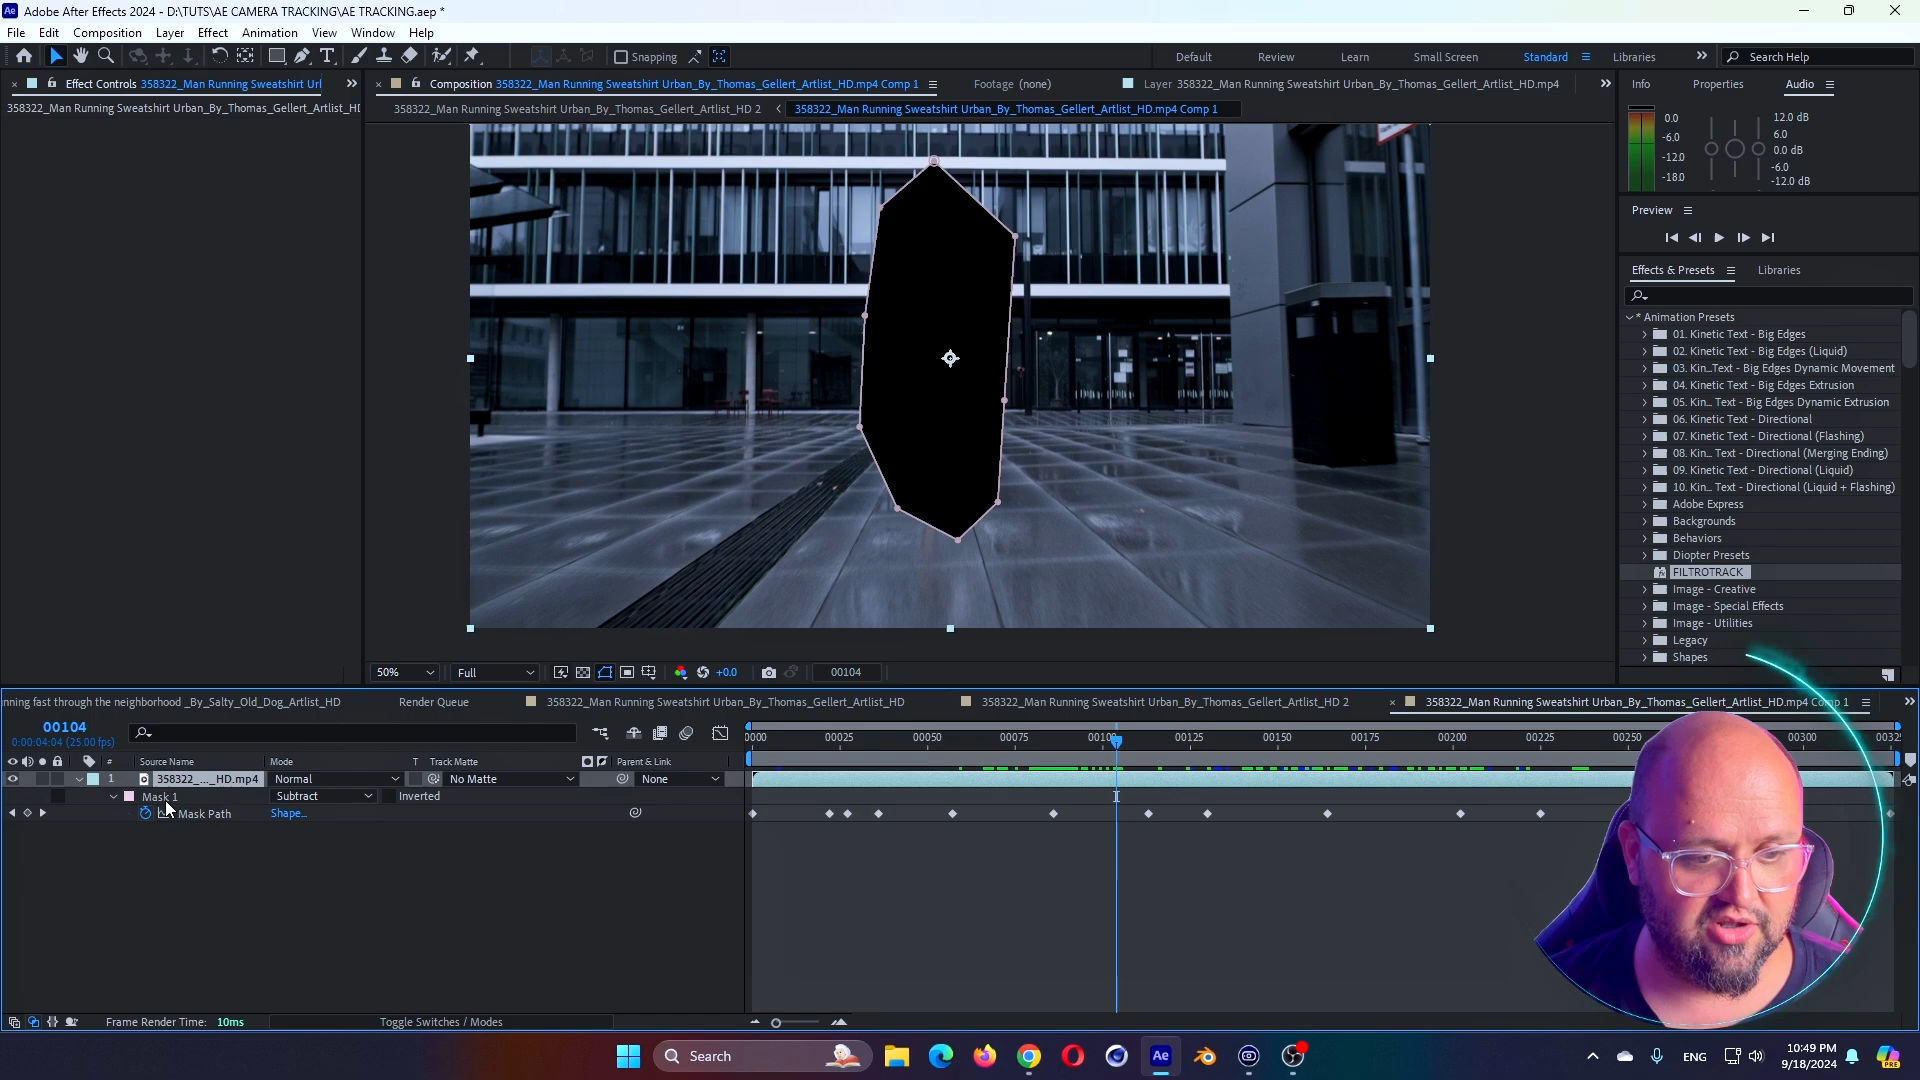 Adobe After Effects 2024 - D:\TUTS\AE CAMERA TRACKING\AE TRACKING.aep *
File Edit Composition Layer Effect Animation View Window Help
Snapping Default Review Learn Small Screen Standard Libraries Search Help
Effect Controls 358322_Man Running Sweatshirt Url
Composition 358322_Man Running Sweatshirt Urban_By_Thomas_Gellert_Artlist_HD.mp4 Comp 1
Footage (none)
Layer 358322_Man Running Sweatshirt Urban_By_Thomas_Gellert_Artlist_HD.mp4
Info Properties Audio
358322_Man Running Sweatshirt Urban_By_Thomas_Gellert_Artlist_HD
358322_Man Running Sweatshirt Urban_By_Thomas_Gellert_Artlist_HD 2
358322_Man Running Sweatshirt Urban_By_Thomas_Gellert_Artlist_HD.mp4 Comp 1
0.0 12.0 dB
-6.0 6.0
-12.0 0.0 dB
-18.0 -6.0
-12.0 dB
Preview
Effects & Presets Libraries
* Animation Presets
01. Kinetic Text - Big Edges
02. Kinetic Text - Big Edges (Liquid)
03. Kin...Text - Big Edges Dynamic Movement
04. Kinetic Text - Big Edges Extrusion
05. Kin... Text - Big Edges Dynamic Extrusion
06. Kinetic Text - Directional
07. Kinetic Text - Directional (Flashing)
08. Kin... Text - Directional (Merging Ending)
09. Kinetic Text - Directional (Liquid)
10. Kin... Text - Directional (Liquid + Flashing)
Adobe Express
Backgrounds
Behaviors
Diopter Presets
FILTROTRACK
Image - Creative
Image - Special Effects
Image - Utilities
Legacy
Shapes
50% Full +0.0 00104
nning fast through the neighborhood _By_Salty_Old_Dog_Artlist_HD
Render Queue
358322_Man Running Sweatshirt Urban_By_Thomas_Gellert_Artlist_HD
358322_Man Running Sweatshirt Urban_By_Thomas_Gellert_Artlist_HD 2
358322_Man Running Sweatshirt Urban_By_Thomas_Gellert_Artlist_HD.mp4 Comp 1
00104
0:00:04:04 (25.00 fps)
0000 00025 00050 00075 00125 00150 00175 00200 00225 00250 00300
# Source Name Mode T Track Matte Parent & Link
1 358322_..._HD.mp4 Normal No Matte None
Mask 1 Subtract Inverted
Mask Path Shape...
Frame Render Time: 10ms Toggle Switches / Modes
Search
Ae
ENG
10:49 PM
9/18/2024
PRE